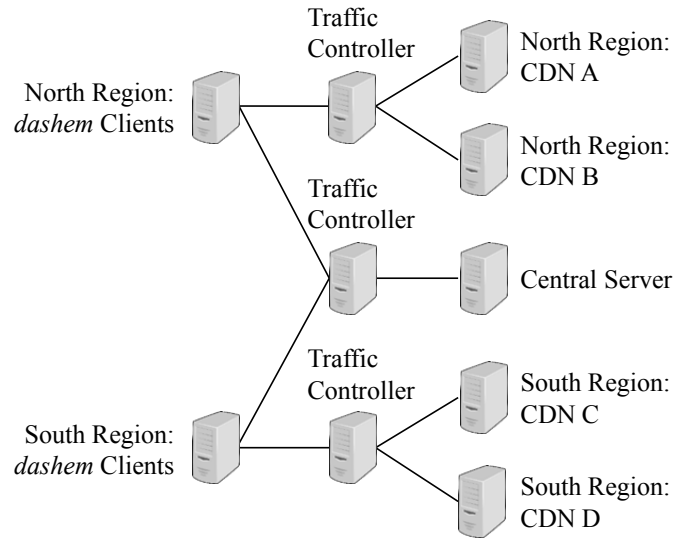 Traffic
Controller
North Region:
CDN A
North Region:
dashem Clients
North Region:
CDN B
Traffic
Controller
Central Server
Traffic
Controller
South Region:
CDN C
South Region:
dashem Clients
South Region:
CDN D